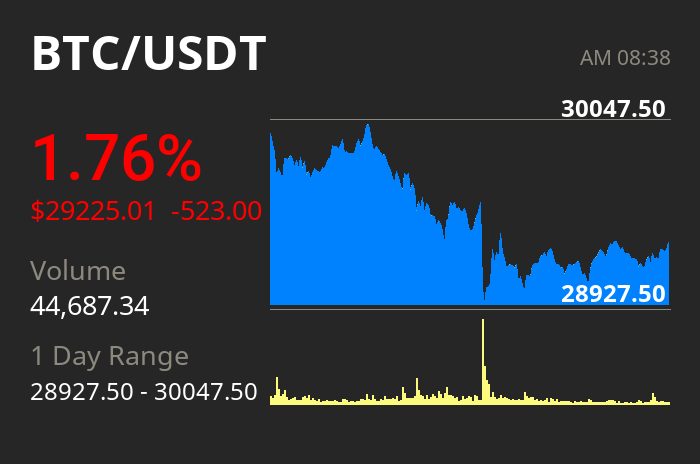 BTC/USDT
AM 08:38
30047.50
1.76%
$29225.01 -523.00
Volume
44,687.34
28927.50
1 Day Range
28927.50 - 30047.50